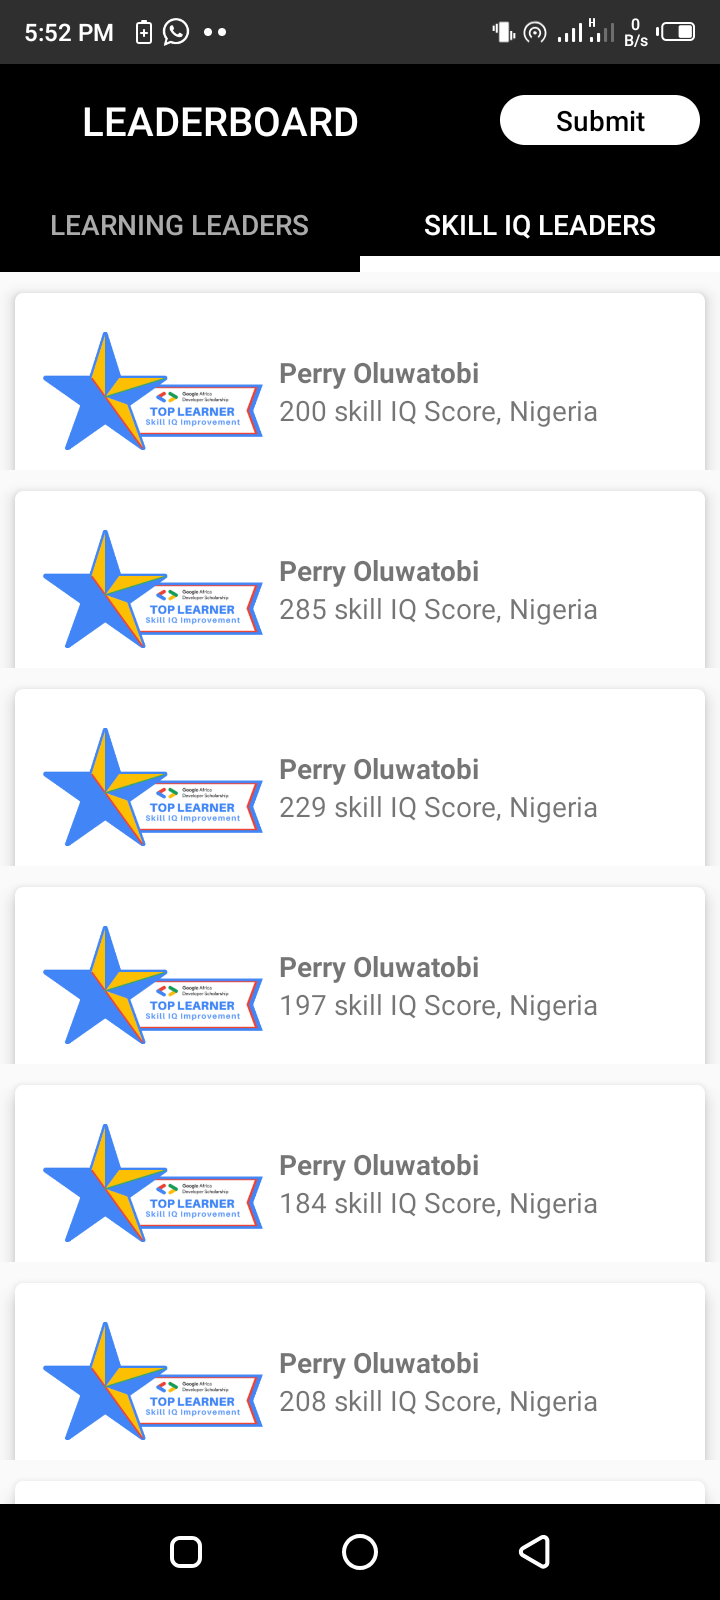 5:52 PM
H
0
B/s
LEADERBOARD
Submit
LEARNING LEADERS
SKILL IQ LEADERS
Google Africa
Developer Scholarship
TOP LEARNER
Skill IQ Improvement
Perry Oluwatobi
200 skill IQ Score, Nigeria
Google Africa
Developer Scholarship
TOP LEARNER
Skill IQ Improvement
Perry Oluwatobi
285 skill IQ Score, Nigeria
Google Africa
Developer Scholarship
TOP LEARNER
Skill IQ Improvement
Perry Oluwatobi
229 skill IQ Score, Nigeria
Google Africa
Developer Scholarship
TOP LEARNER
Skill IQ Improvement
Perry Oluwatobi
197 skill IQ Score, Nigeria
Google Africa
Developer Scholarship
TOP LEARNER
Skill IQ Improvement
Perry Oluwatobi
184 skill IQ Score, Nigeria
Google Africa
Developer Scholarship
TOP LEARNER
Skill IQ Improvement
Perry Oluwatobi
208 skill IQ Score, Nigeria